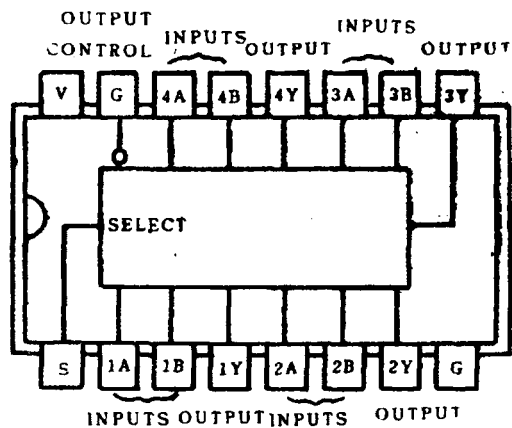 OUTPUT
CONTROL INPUTS OUTPUT INPUTS OUTPUT
V G 4A 4B 4Y 3A 3B 3Y
SELECT
S 1A 1B 1Y 2A 2B 2Y G
INPUTS OUTPUT INPUTS OUTPUT